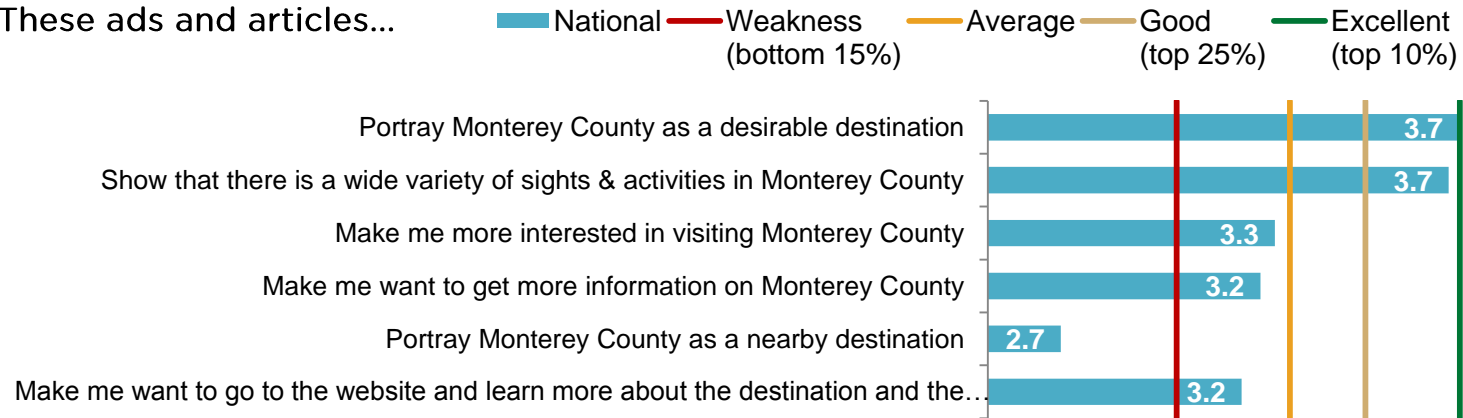 These ads and articles...
National
Weakness
(bottom 15%)
Average
Good
(top 25%)
Excellent
(top 10%)
Portray Monterey County as a desirable destination
3.7
Show that there is a wide variety of sights & activities in Monterey County
3.7
Make me more interested in visiting Monterey County
3.3
Make me want to get more information on Monterey County
3.2
Portray Monterey County as a nearby destination
2.7
Make me want to go to the website and learn more about the destination and the…
3.2